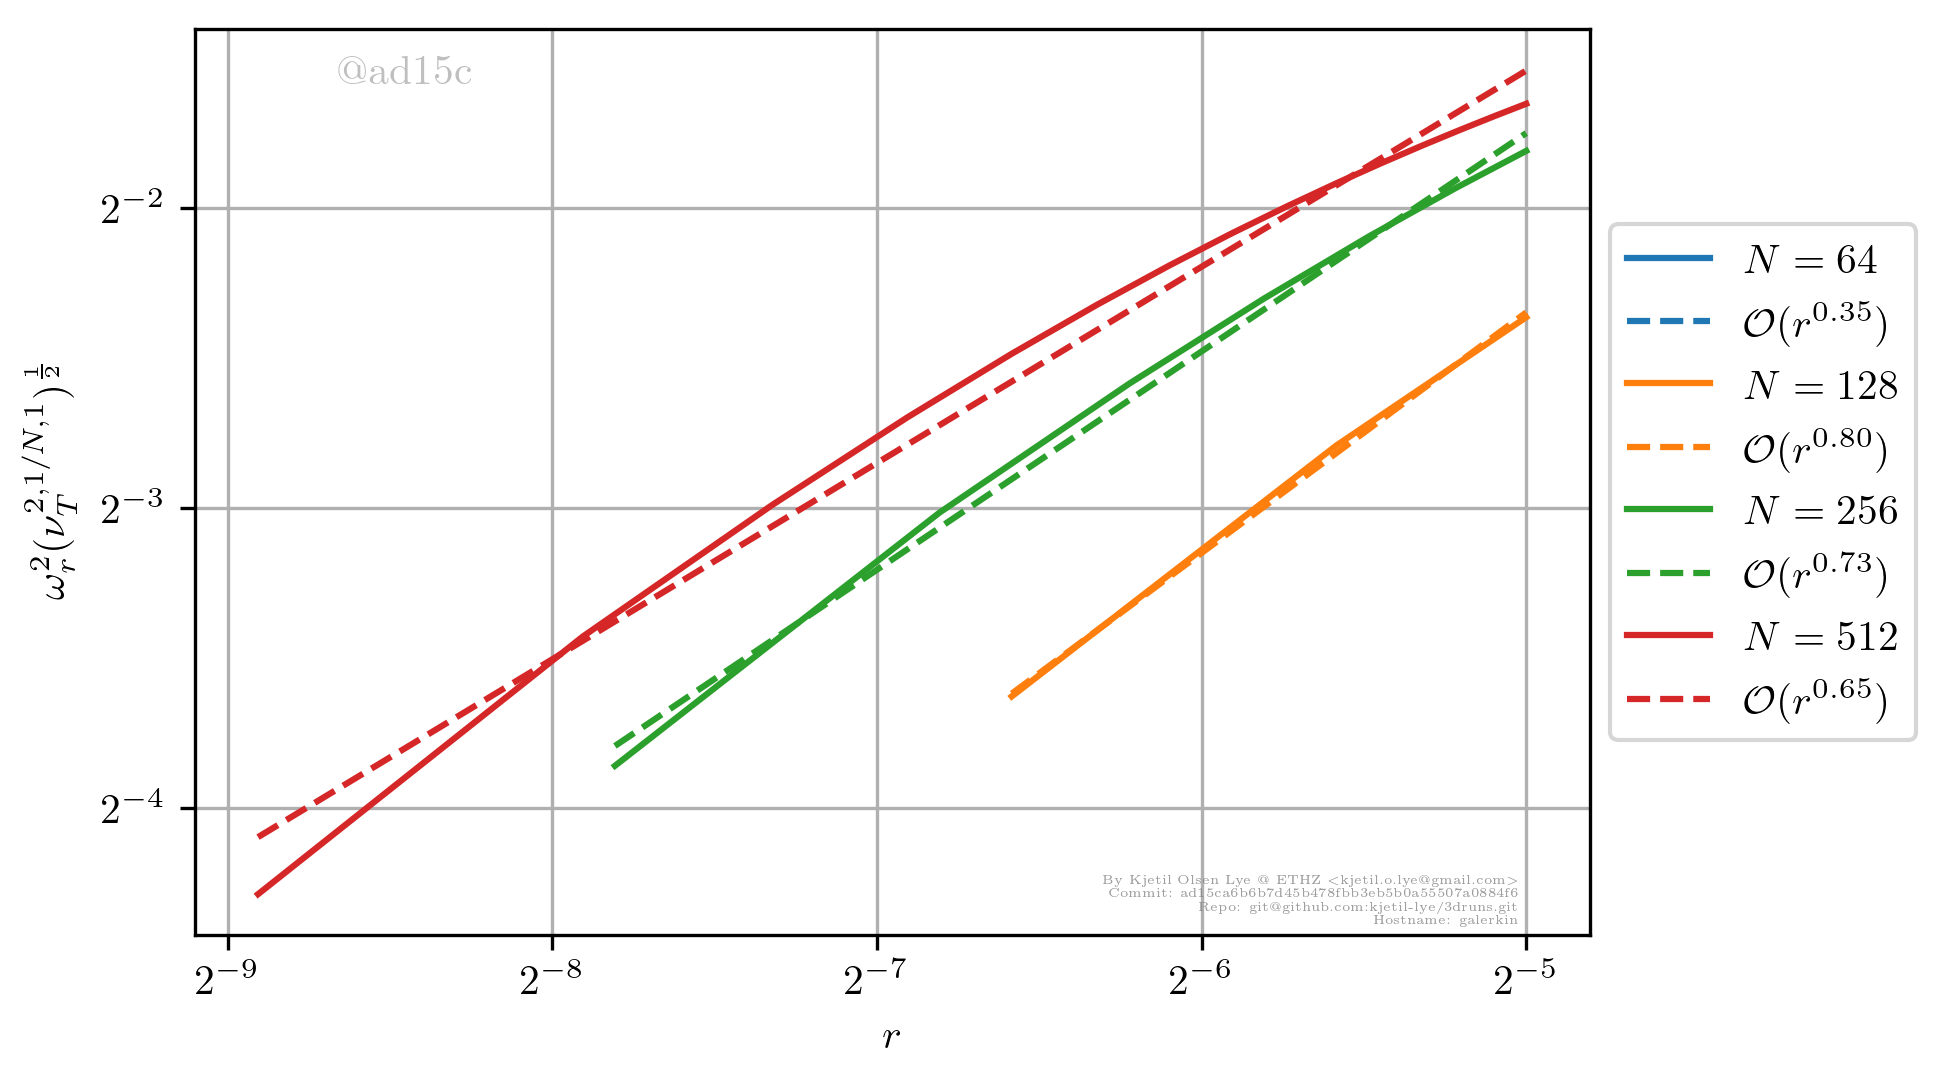 @ad15c
2⁻²
2⁻³
2⁻⁴
ω_r^2(ν_T^{2,1/N,1})^{\frac{1}{2}}
2⁻⁹ 2⁻⁸ 2⁻⁷ 2⁻⁶ 2⁻⁵
r
N = 64
𝒪(r^{0.35})
N = 128
𝒪(r^{0.80})
N = 256
𝒪(r^{0.73})
N = 512
𝒪(r^{0.65})
By Kjetil Olsen Lye @ ETHZ <kjetil.o.lye@gmail.com>
Commit: ad15ca6b6b7d45b478fbb3eb5b0a55507a0884f6
Repo: git@github.com:kjetil-lye/3druns.git
Hostname: galerkin